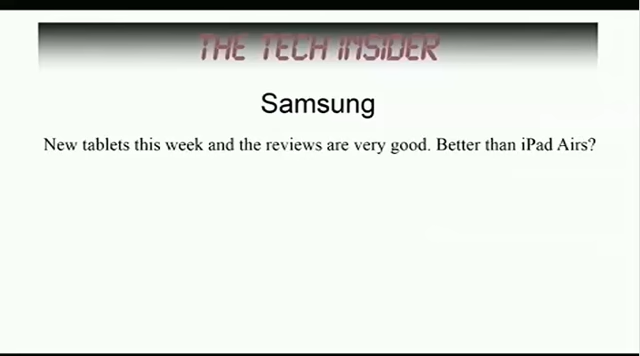 THE TECH INSIDER
Samsung
New tablets this week and the reviews are very good. Better than iPad Airs?